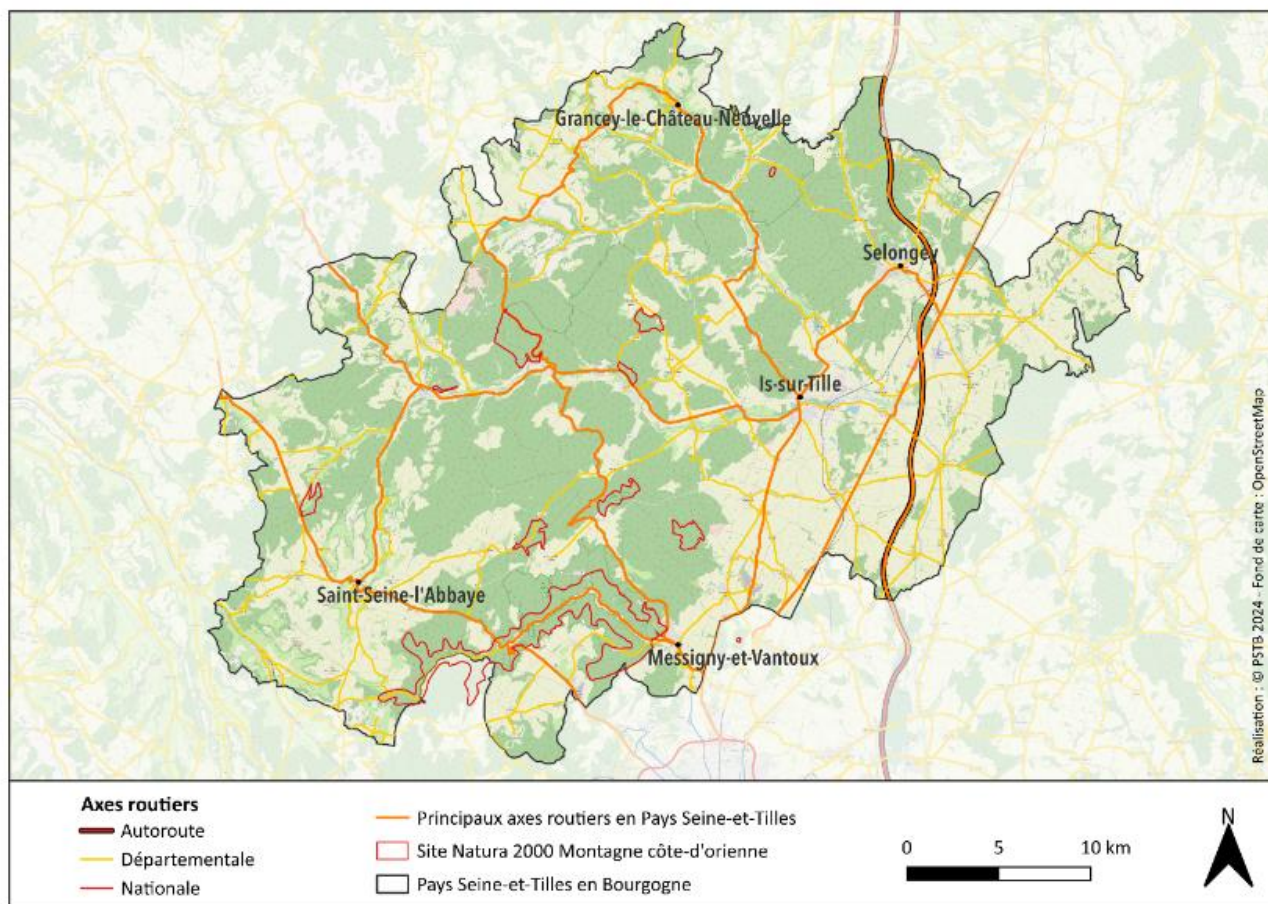 Grancey-le-Château-Neuvelle
Selongey
Is-sur-Tille
Saint-Seine-l'Abbaye
Messigny-et-Vantoux
Réalisation : © PSTB 2024 - Fond de carte : OpenStreetMap
Axes routiers
Autoroute
Départementale
Nationale
Principaux axes routiers en Pays Seine-et-Tilles
Site Natura 2000 Montagne côte-d'orienne
Pays Seine-et-Tilles en Bourgogne
0 5 10 km
N